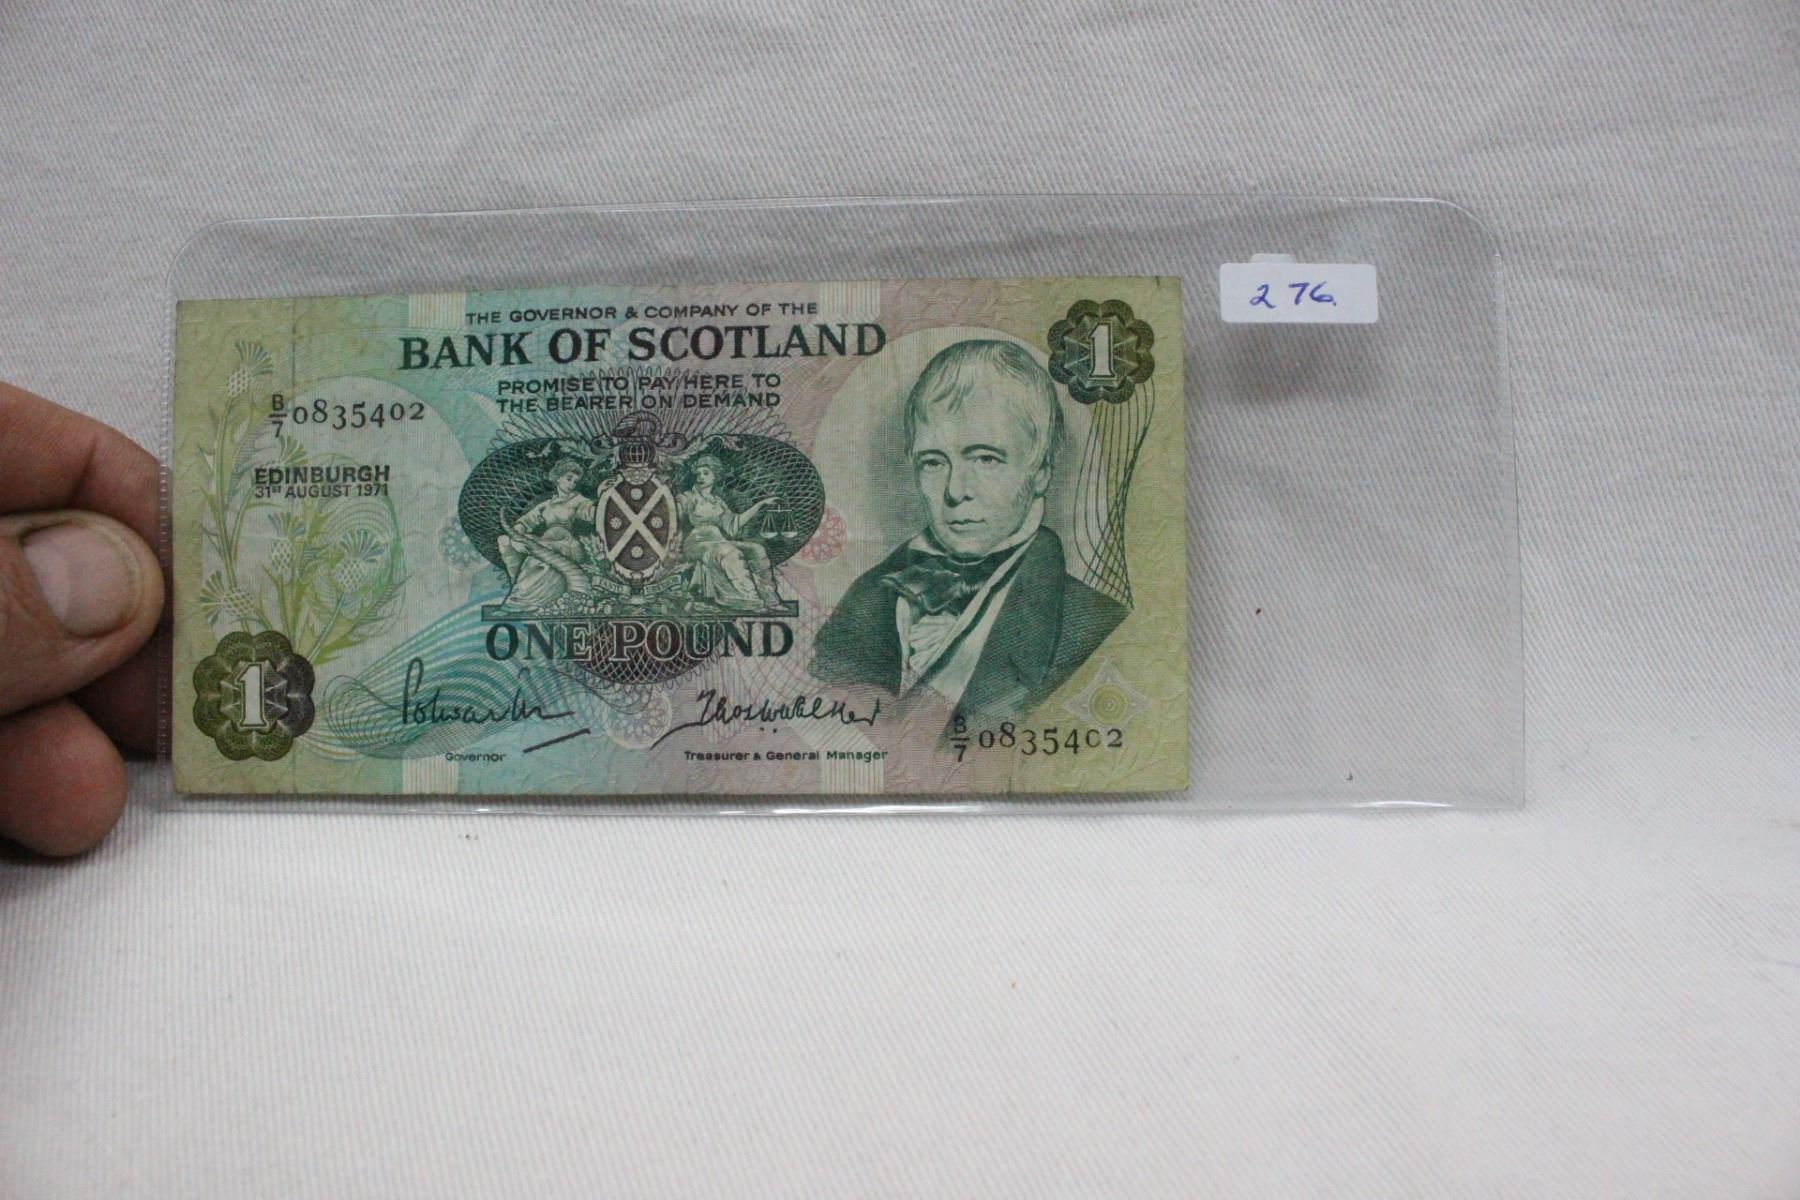 THE GOVERNOR & COMPANY OF THE
BANK OF SCOTLAND
PROMISE TO PAY HERE TO
THE BEARER ON DEMAND
B/7 0835402
EDINBURGH
31ST AUGUST 1971
ONE POUND
1
1
Governor
Treasurer & General Manager
B/7 0835402
276.